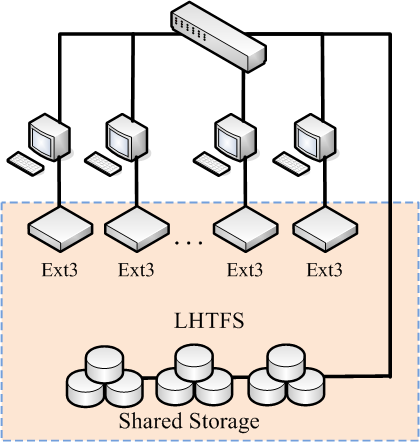 Ext3 Ext3 ... Ext3 Ext3
LHTFS
Shared Storage